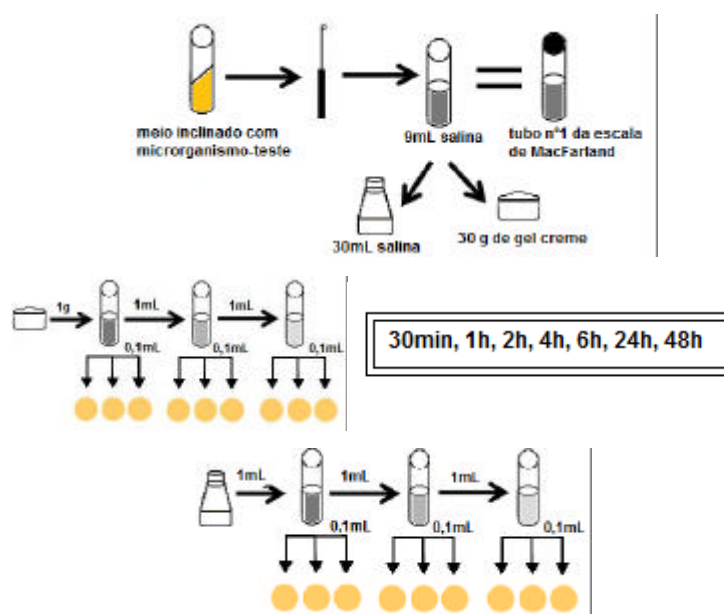 meio inclinado com
microrganismo-teste
9mL salina
tubo nº1 da escala
de MacFarland
30mL salina
30 g de gel creme
1g
1mL
1mL
0,1mL
0,1mL
0,1mL
30min, 1h, 2h, 4h, 6h, 24h, 48h
1mL
1mL
1mL
0,1mL
0,1mL
0,1mL